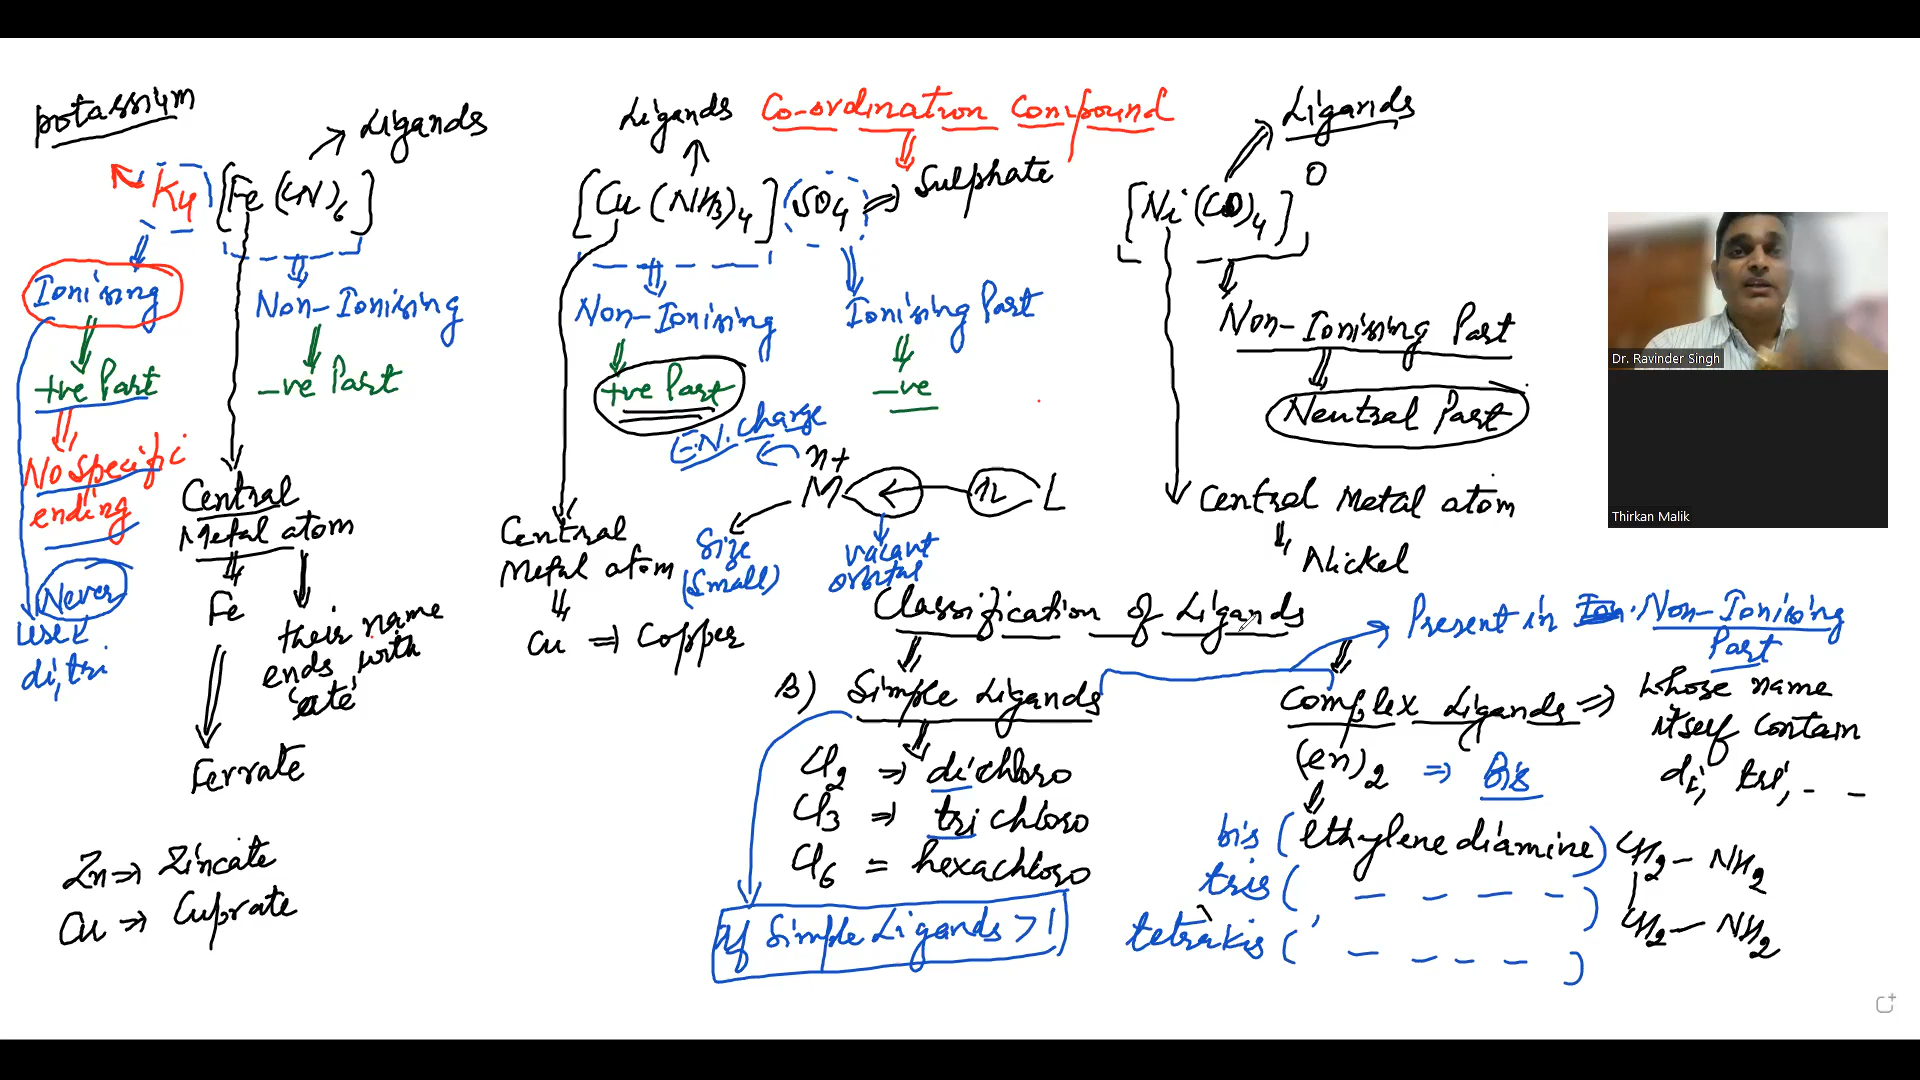 potassium
Ligands
K4 [Fe(CN)6]
Ionising
Non-Ionising
+ve Part
-ve Part
No specific
ending
Never
used
di, tri
Central
Metal atom
Fe
their name
ends with
'ate'
Ferrate
Zn ⇒ Zincate
Cu ⇒ Cuprate
Co-ordination Compound
Ligands
[Cu(NH3)4] SO4 ⇒ Sulphate
Non-Ionising
Ionising Part
+ve Part
-ve
E.N. charge
Mn+ ← L
Size
(Small)
vacant
orbital
Central
Metal atom
Cu ⇒ Copper
Ligands
O
[Ni(CO)4]
Non-Ionising Part
Neutral Part
Central Metal atom
Nickel
Classification of Ligands
Present in Non-Ionising
Part
B) Simple Ligands
Cl2 ⇒ dichloro
Cl3 ⇒ trichloro
Cl6 = hexachloro
If Simple Ligands > 1
Complex Ligands ⇒ whose name
itself contain
di, tri, - -
(en)2 ⇒ Bis
bis (ethylenediamine)
tris ( - - - - )
tetrakis ( - - - - )
CH2 - NH2
CH2 - NH2
Dr. Ravinder Singh
Thirkan Malik